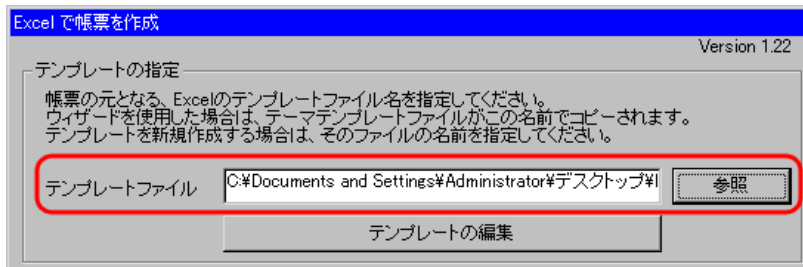 Excel で帳票を作成
Version 1.22
テンプレートの指定
帳票の元となる、Excelのテンプレートファイル名を指定してください。
ウィザードを使用した場合は、テーマテンプレートファイルがこの名前でコピーされます。
テンプレートを新規作成する場合は、そのファイルの名前を指定してください。
テンプレートファイル C:¥Documents and Settings¥Administrator¥デスクトップ¥ 参照
テンプレートの編集